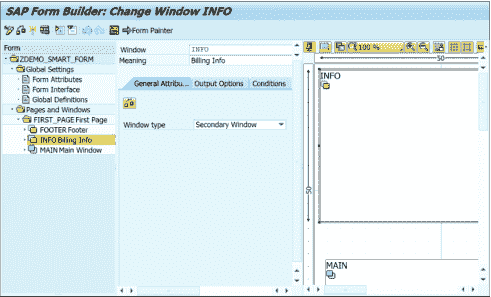 SAP Form Builder: Change Window INFO
Form Painter
Form
ZDEMO_SMART_FORM
Global Settings
Form Attributes
Form Interface
Global Definitions
Pages and Windows
FIRST_PAGE First Page
FOOTER Footer
INFO Billing Info
MAIN Main Window
Window INFO
Meaning Billing Info
General Attribu... Output Options Conditions
Window type Secondary Window
100 %
50
50
INFO
MAIN